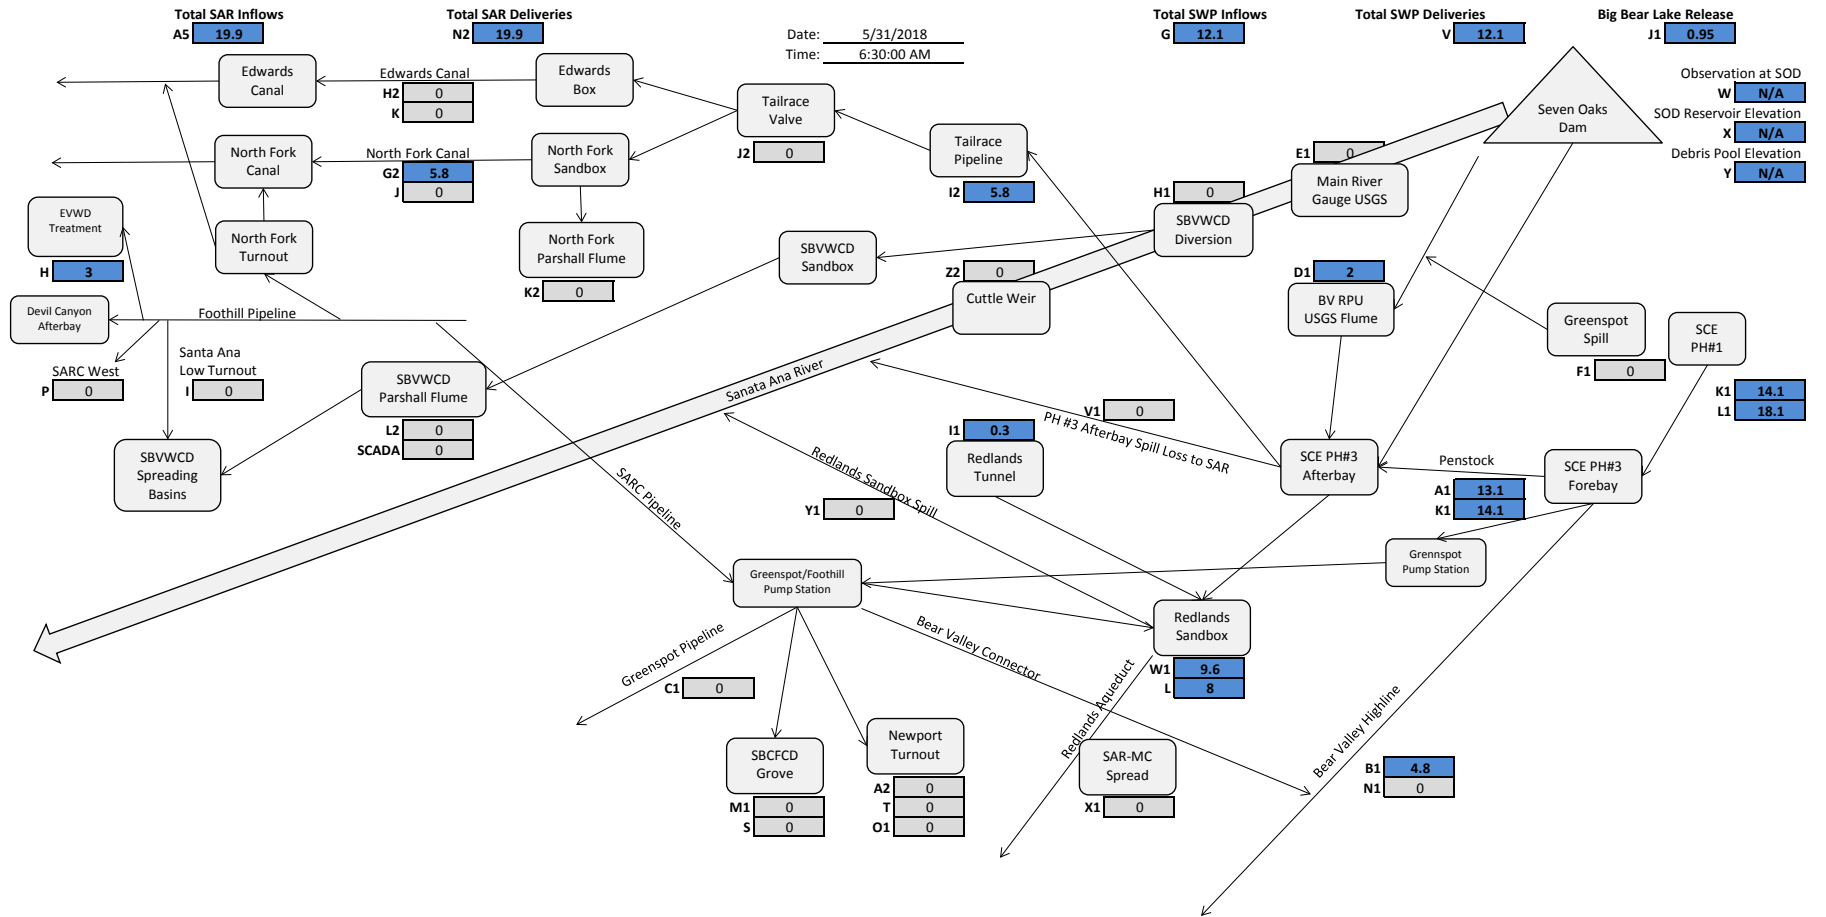 Total SAR Inflows
A5 19.9
Total SAR Deliveries
N2 19.9
Date: 5/31/2018
Time: 6:30:00 AM
Total SWP Inflows
G 12.1
Total SWP Deliveries
V 12.1
Big Bear Lake Release
J1 0.95
Observation at SOD
W N/A
SOD Reservoir Elevation
X N/A
Debris Pool Elevation
Y N/A
Seven Oaks
Dam
Edwards
Canal
Edwards Canal
H2 0
K 0
Edwards
Box
Tailrace
Valve
J2 0
Tailrace
Pipeline
I2 5.8
E1 0
Main River
Gauge USGS
H1 0
SBVWCD
Diversion
North Fork
Canal
North Fork Canal
G2 5.8
J 0
North Fork
Sandbox
EVWD
Treatment
H 3
North Fork
Turnout
North Fork
Parshall Flume
K2 0
SBVWCD
Sandbox
Z2 0
Cuttle Weir
D1 2
BV RPU
USGS Flume
Greenspot
Spill
F1 0
SCE
PH#1
K1 14.1
L1 18.1
Devil Canyon
Afterbay
Foothill Pipeline
SARC West
P 0
Santa Ana
Low Turnout
I 0
SBVWCD
Parshall Flume
L2 0
SCADA 0
Sanata Ana River
V1 0
PH #3 Afterbay Spill Loss to SAR
I1 0.3
Redlands
Tunnel
SCE PH#3
Afterbay
Penstock
A1 13.1
K1 14.1
SCE PH#3
Forebay
SBVWCD
Spreading
Basins
SARC Pipeline
Redlands Sandbox Spill
Y1 0
Grennspot
Pump Station
Greenspot/Foothill
Pump Station
Redlands
Sandbox
W1 9.6
L 8
Greenspot Pipeline
C1 0
Bear Valley Connector
Redlands Aqueduct
Bear Valley Highline
SBCFCD
Grove
M1 0
S 0
Newport
Turnout
A2 0
T 0
O1 0
SAR-MC
Spread
X1 0
B1 4.8
N1 0